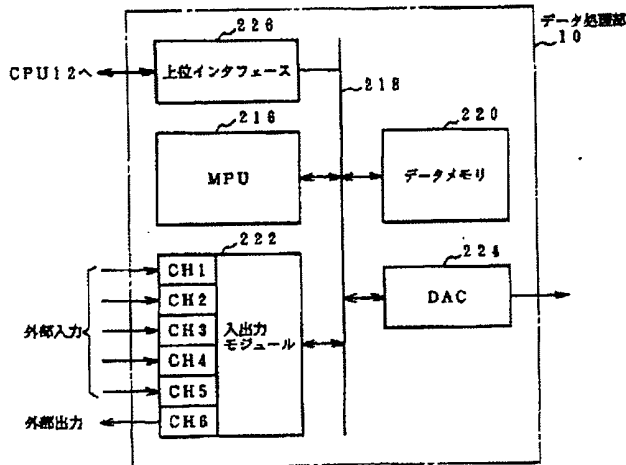 データ処理部
10
226
CPU12へ
上位インタフェース
218
216
MPU
220
データメモリ
222
CH1
CH2
CH3
CH4
CH5
CH6
入出力
モジュール
外部入力
外部出力
224
DAC